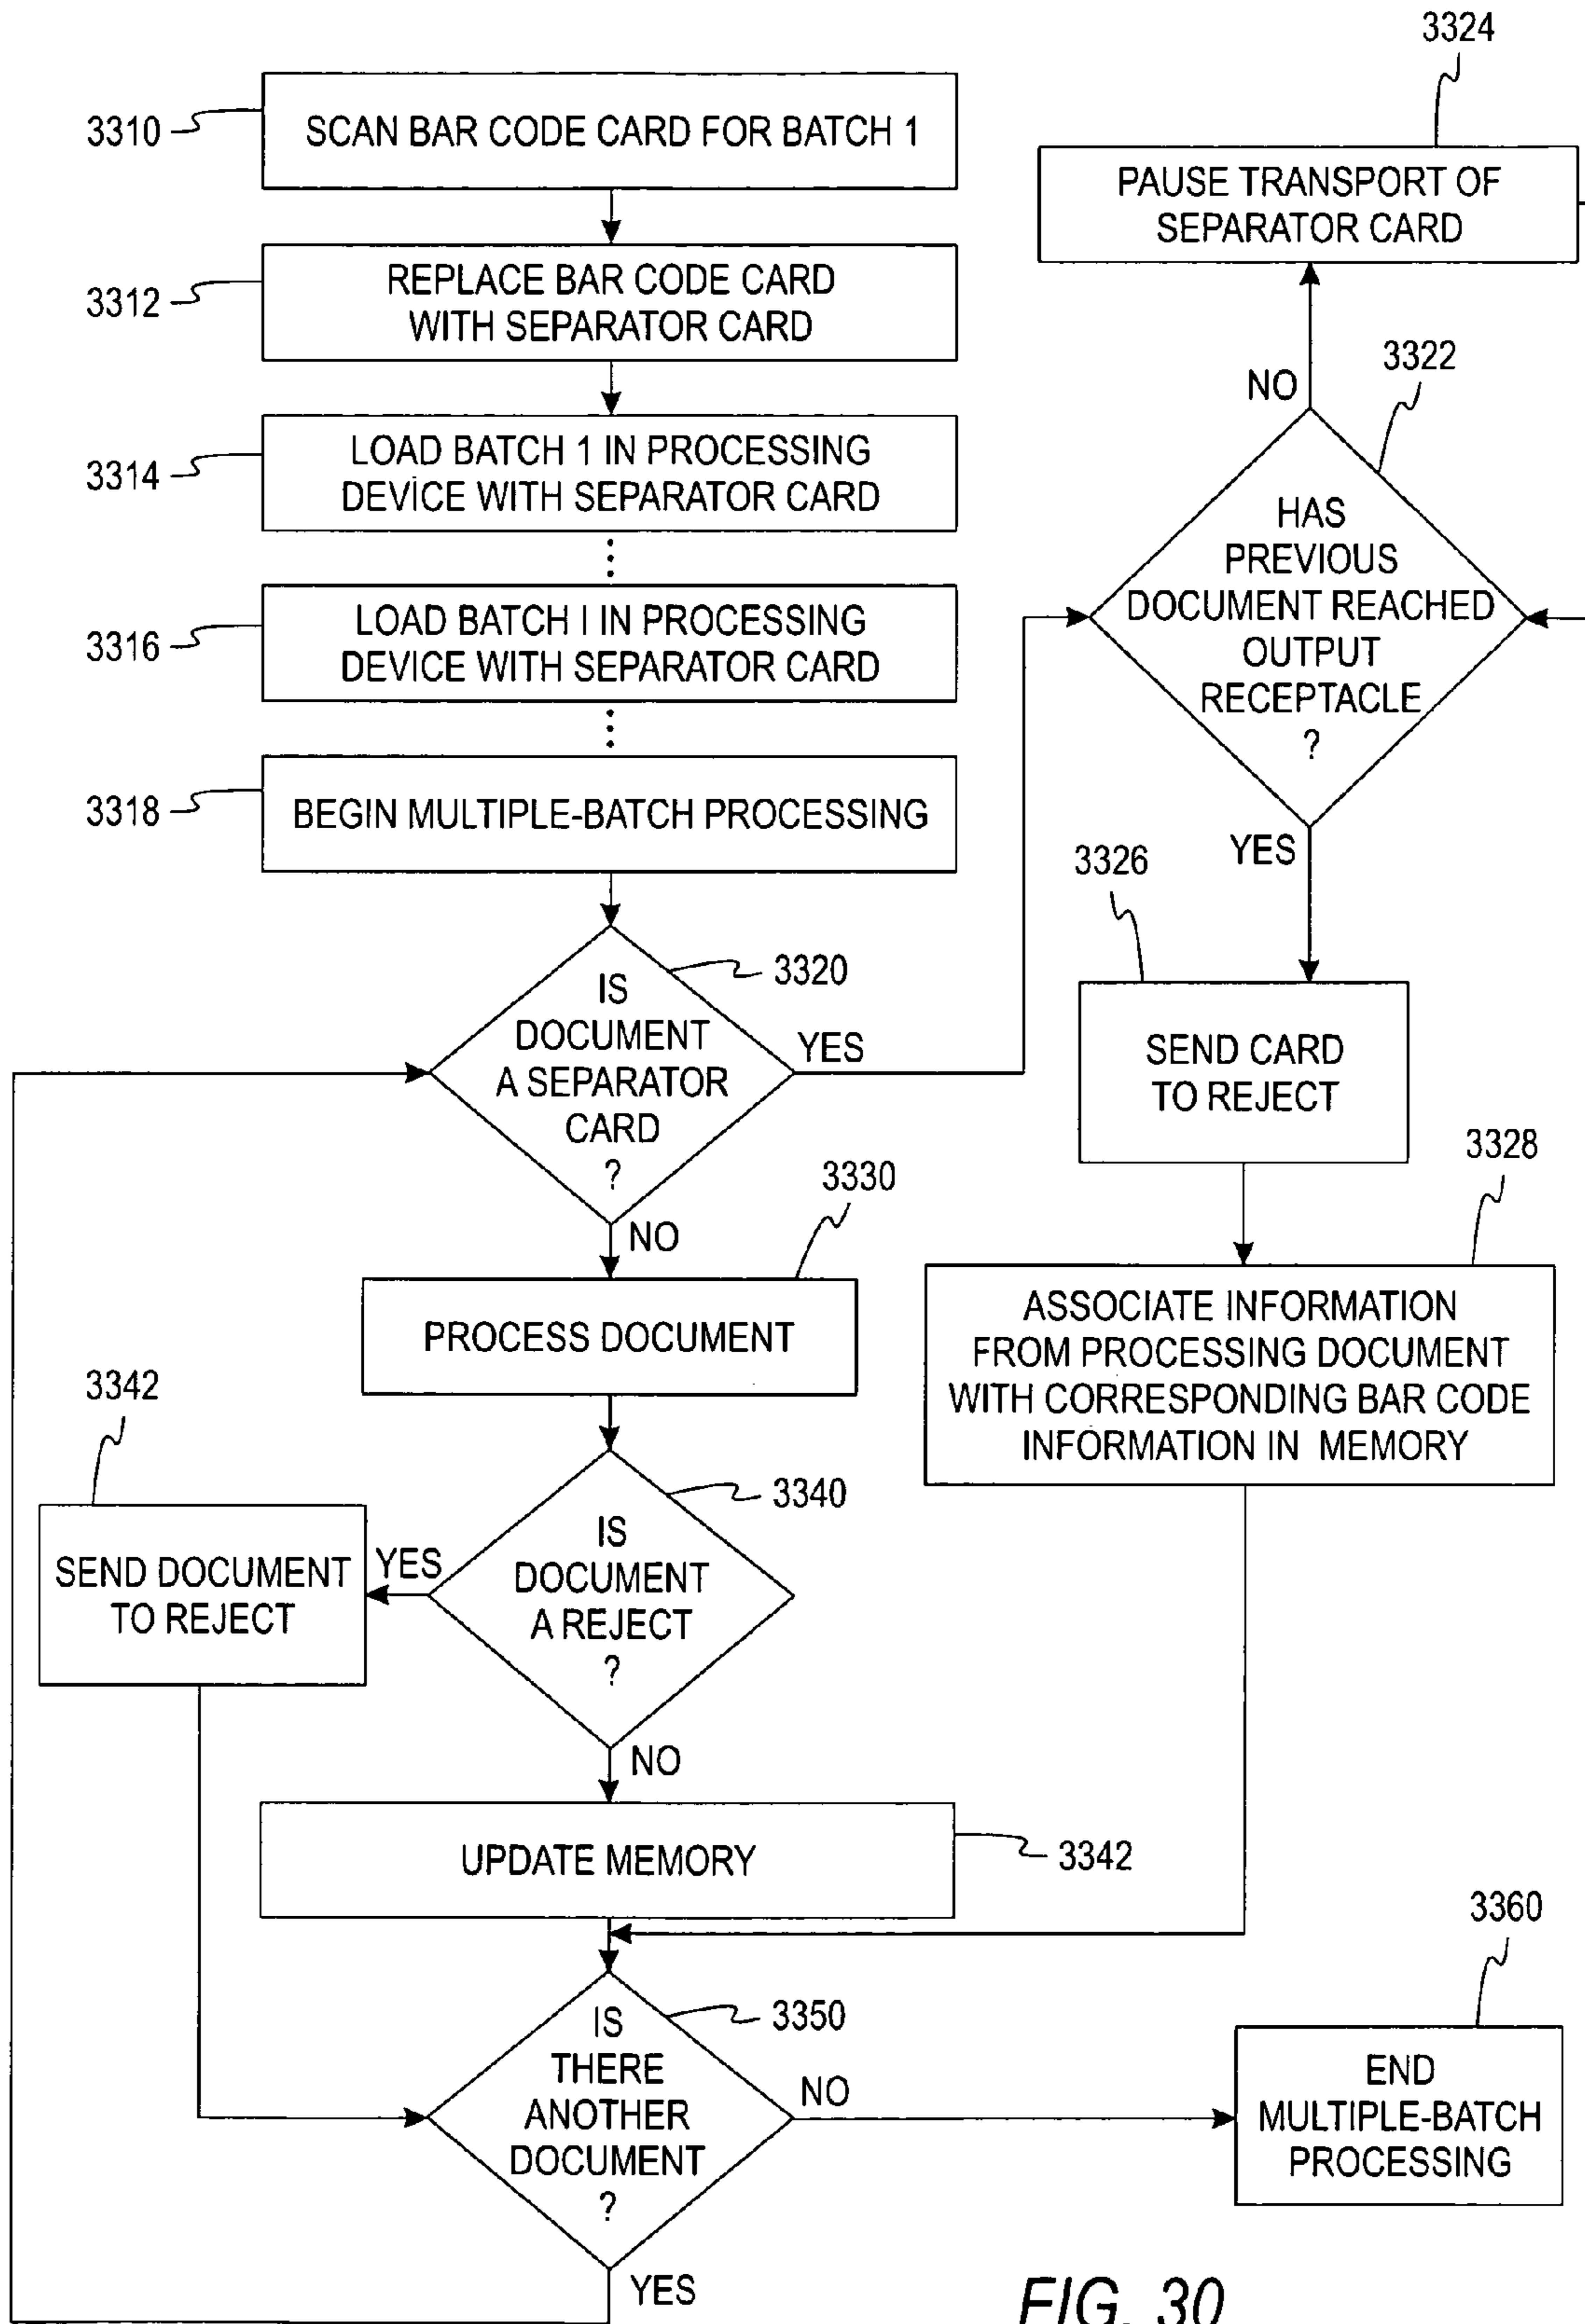 3310
SCAN BAR CODE CARD FOR BATCH 1
3312
REPLACE BAR CODE CARD
WITH SEPARATOR CARD
3314
LOAD BATCH 1 IN PROCESSING
DEVICE WITH SEPARATOR CARD
3316
LOAD BATCH I IN PROCESSING
DEVICE WITH SEPARATOR CARD
3318
BEGIN MULTIPLE-BATCH PROCESSING
3320
IS
DOCUMENT
A SEPARATOR
CARD
?
YES
NO
3324
PAUSE TRANSPORT OF
SEPARATOR CARD
NO
3322
HAS
PREVIOUS
DOCUMENT REACHED
OUTPUT
RECEPTACLE
?
YES
3326
SEND CARD
TO REJECT
3328
ASSOCIATE INFORMATION
FROM PROCESSING DOCUMENT
WITH CORRESPONDING BAR CODE
INFORMATION IN MEMORY
3330
PROCESS DOCUMENT
3340
IS
DOCUMENT
A REJECT
?
YES
3342
SEND DOCUMENT
TO REJECT
NO
UPDATE MEMORY
3342
3350
IS
THERE
ANOTHER
DOCUMENT
?
NO
3360
END
MULTIPLE-BATCH
PROCESSING
YES
FIG. 30